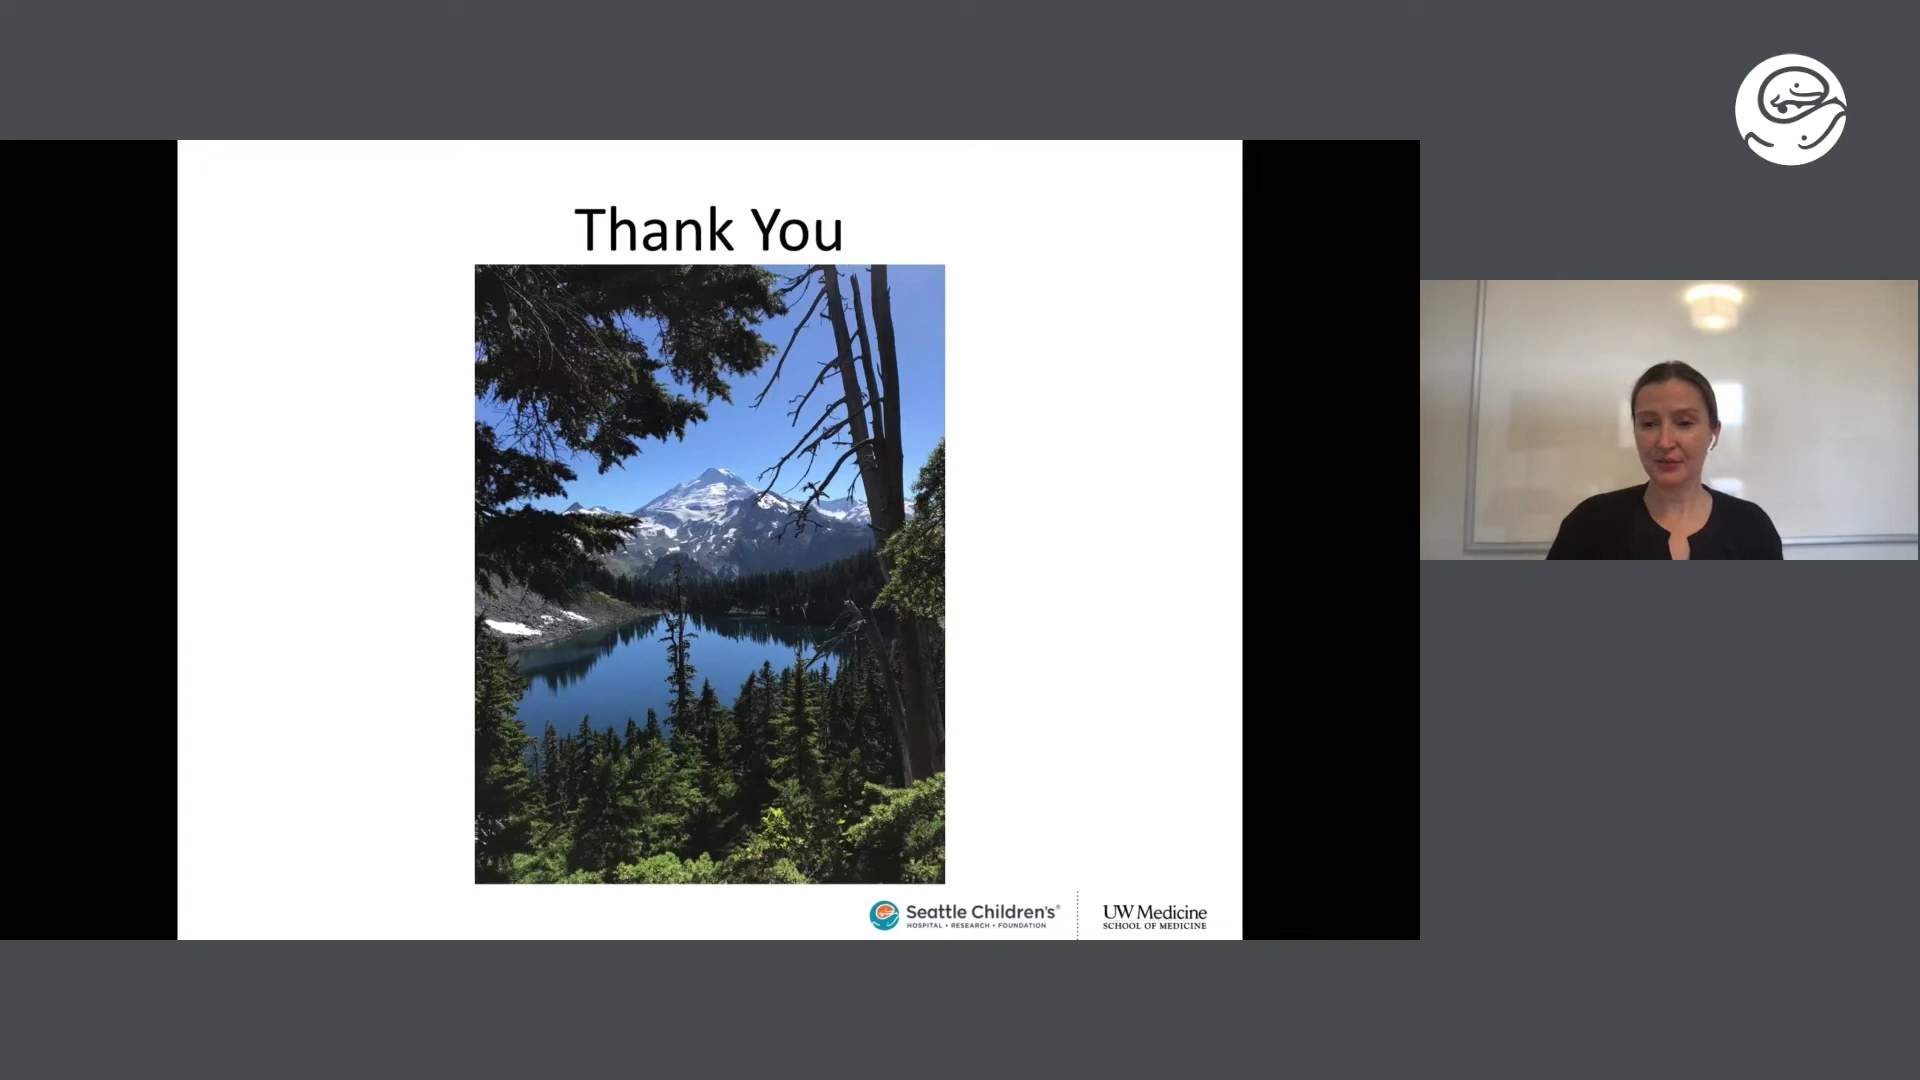 Thank You
Seattle Children's®
HOSPITAL • RESEARCH • FOUNDATION
UW Medicine
SCHOOL OF MEDICINE